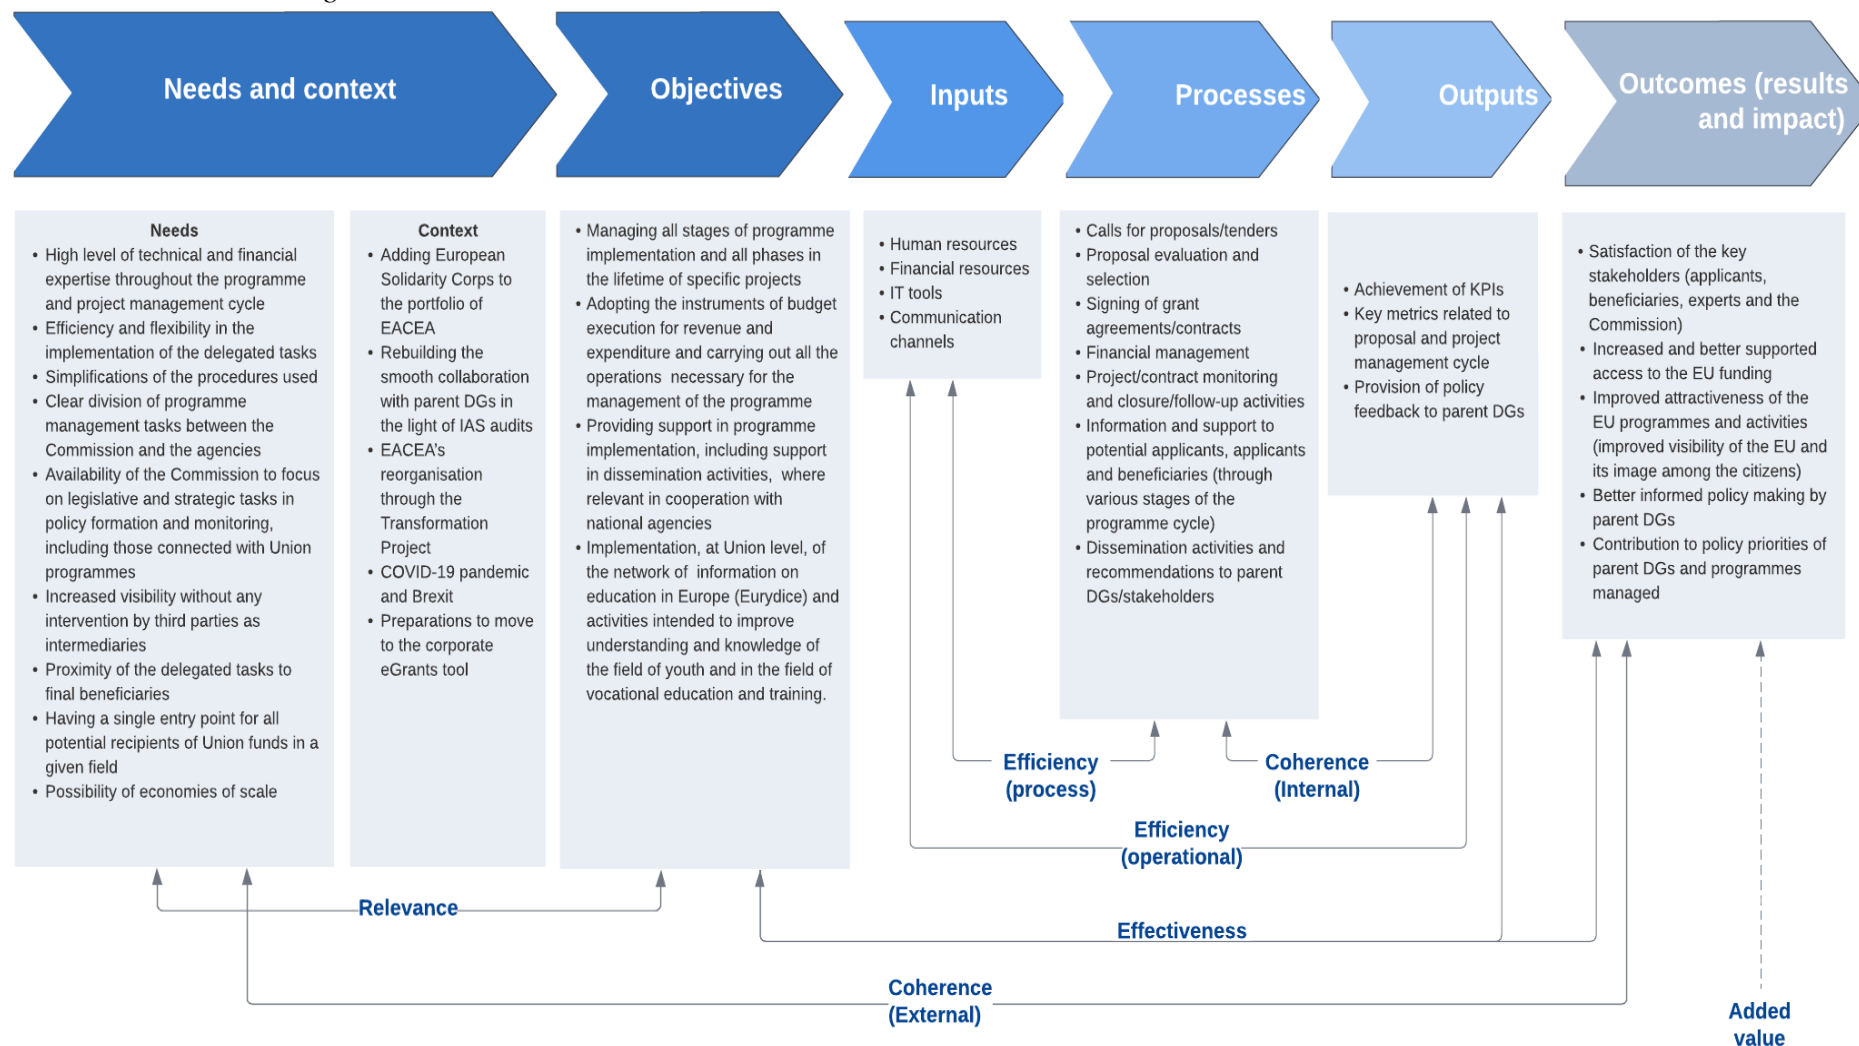 Needs and context
Objectives
Inputs
Processes
Outputs
Outcomes (results
and impact)
Needs
• High level of technical and financial
expertise throughout the programme
and project management cycle
• Efficiency and flexibility in the
implementation of the delegated tasks
• Simplifications of the procedures used
• Clear division of programme
management tasks between the
Commission and the agencies
• Availability of the Commission to focus
on legislative and strategic tasks in
policy formation and monitoring,
including those connected with Union
programmes
• Increased visibility without any
intervention by third parties as
intermediaries
• Proximity of the delegated tasks to
final beneficiaries
• Having a single entry point for all
potential recipients of Union funds in a
given field
• Possibility of economies of scale
Context
• Adding European
Solidarity Corps to
the portfolio of
EACEA
• Rebuilding the
smooth collaboration
with parent DGs in
the light of IAS audits
• EACEA's
reorganisation
through the
Transformation
Project
• COVID-19 pandemic
and Brexit
• Preparations to move
to the corporate
eGrants tool
• Managing all stages of programme
implementation and all phases in
the lifetime of specific projects
• Adopting the instruments of budget
execution for revenue and
expenditure and carrying out all the
operations necessary for the
management of the programme
• Providing support in programme
implementation, including support
in dissemination activities, where
relevant in cooperation with
national agencies
• Implementation, at Union level, of
the network of information on
education in Europe (Eurydice) and
activities intended to improve
understanding and knowledge of
the field of youth and in the field of
vocational education and training.
• Human resources
• Financial resources
• IT tools
• Communication
channels
• Calls for proposals/tenders
• Proposal evaluation and
selection
• Signing of grant
agreements/contracts
• Financial management
• Project/contract monitoring
and closure/follow-up activities
• Information and support to
potential applicants, applicants
and beneficiaries (through
various stages of the
programme cycle)
• Dissemination activities and
recommendations to parent
DGs/stakeholders
• Achievement of KPIs
• Key metrics related to
proposal and project
management cycle
• Provision of policy
feedback to parent DGs
• Satisfaction of the key
stakeholders (applicants,
beneficiaries, experts and the
Commission)
• Increased and better supported
access to the EU funding
• Improved attractiveness of the
EU programmes and activities
(improved visibility of the EU and
its image among the citizens)
• Better informed policy making by
parent DGs
• Contribution to policy priorities of
parent DGs and programmes
managed
Efficiency
(process)
Coherence
(Internal)
Efficiency
(operational)
Relevance
Effectiveness
Coherence
(External)
Added
value